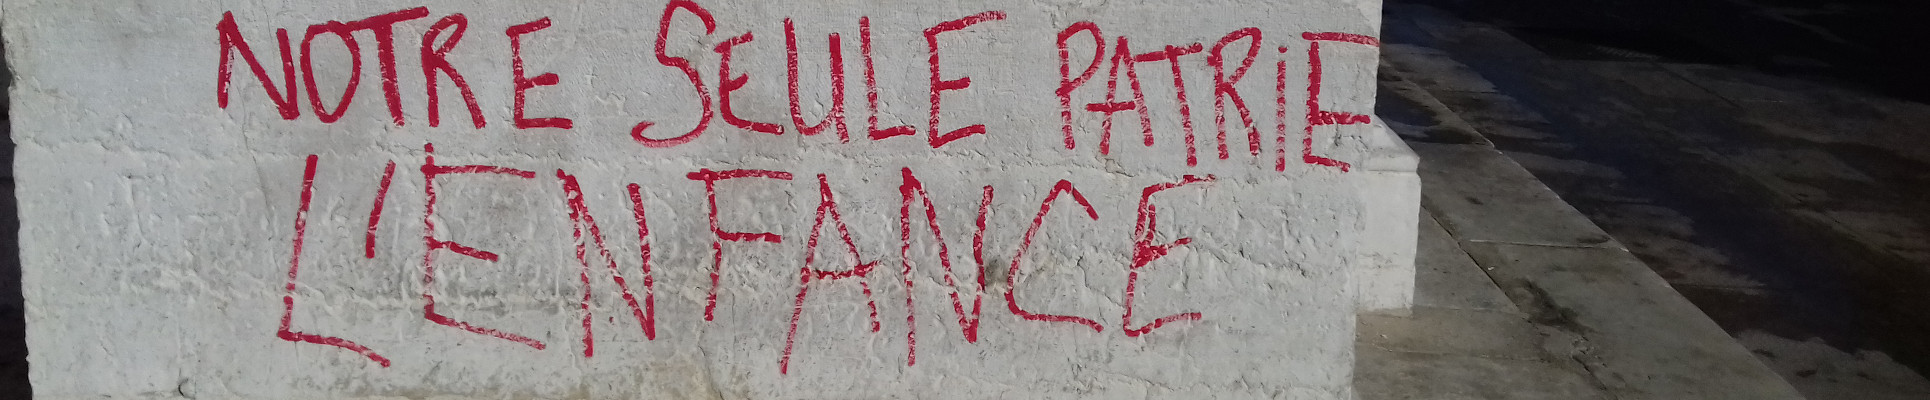 NOTRE SEULE PATRIE
L'ENFANCE